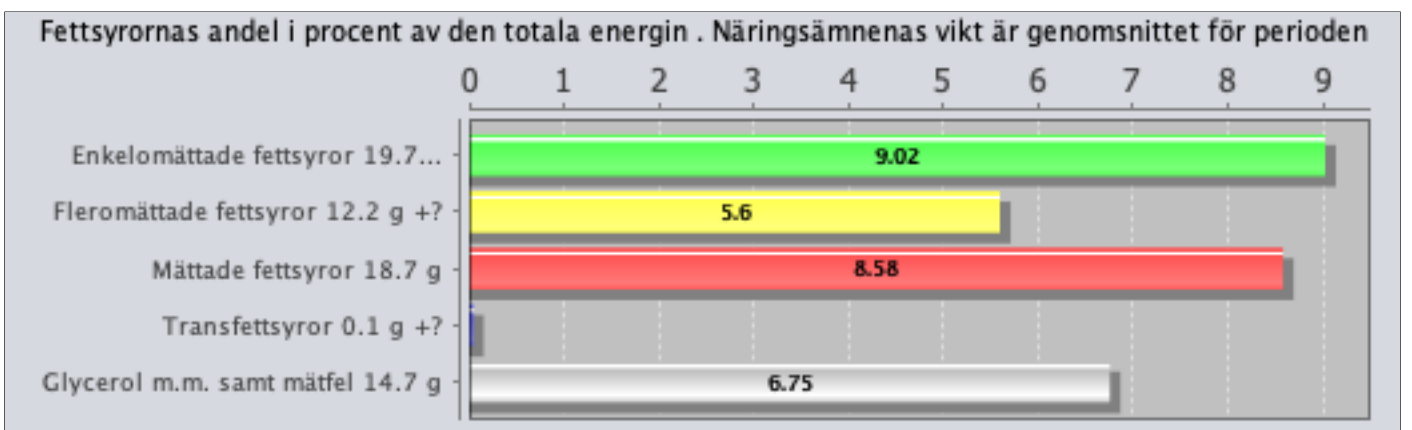 Fettsyrornas andel i procent av den totala energin . Näringsämnenas vikt är genomsnittet för perioden
0 1 2 3 4 5 6 7 8 9
Enkelomättade fettsyror 19.7... 9.02
Fleromättade fettsyror 12.2 g +? 5.6
Mättade fettsyror 18.7 g 8.58
Transfettsyror 0.1 g +?
Glycerol m.m. samt mätfel 14.7 g 6.75